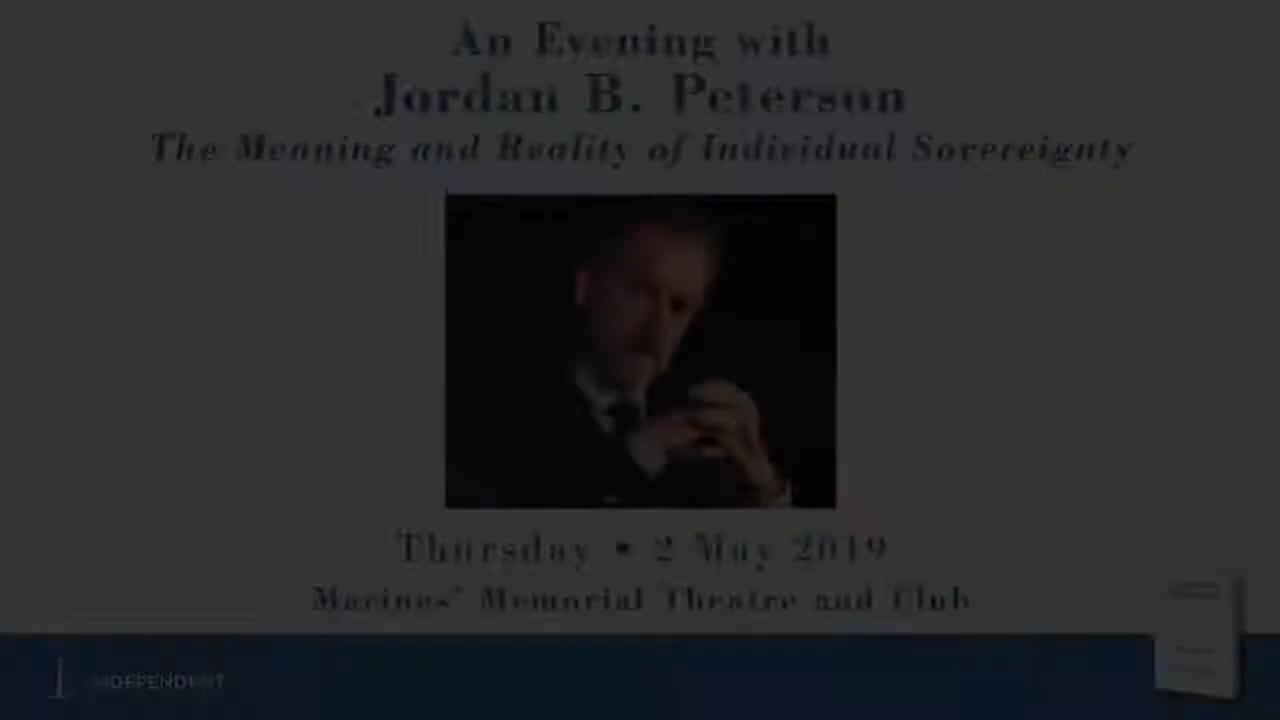 An Evening with
Jordan B. Peterson
The Meaning and Reality of Individual Sovereignty
Thursday • 2 May 2019
Marines' Memorial Theatre and Club
INDEPENDENT